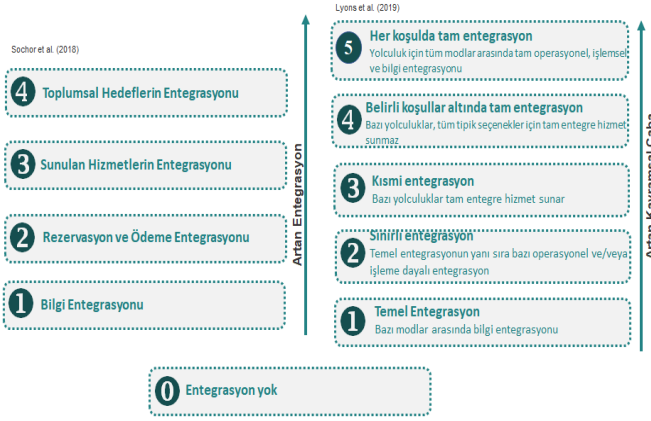 Sochor et al. (2018)
4 Toplumsal Hedeflerin Entegrasyonu
3 Sunulan Hizmetlerin Entegrasyonu
2 Rezervasyon ve Ödeme Entegrasyonu
1 Bilgi Entegrasyonu
Artan Entegrasyon
Lyons et al. (2019)
5 Her koşulda tam entegrasyon
Yolculuk için tüm modlar arasında tam operasyonel, işlemsel
ve bilgi entegrasyonu
4 Belirli koşullar altında tam entegrasyon
Bazı yolculuklar, tüm tipik seçenekler için tam entegre hizmet
sunmaz
3 Kısmi entegrasyon
Bazı yolculuklar tam entegre hizmet sunar
2 Sınırli entegrasyon
Temel entegrasyonun yanı sıra bazı operasyonel ve/veya
işleme dayalı entegrasyon
1 Temel Entegrasyon
Bazı modlar arasında bilgi entegrasyonu
Artan Kavramsal Çaba
0 Entegrasyon yok